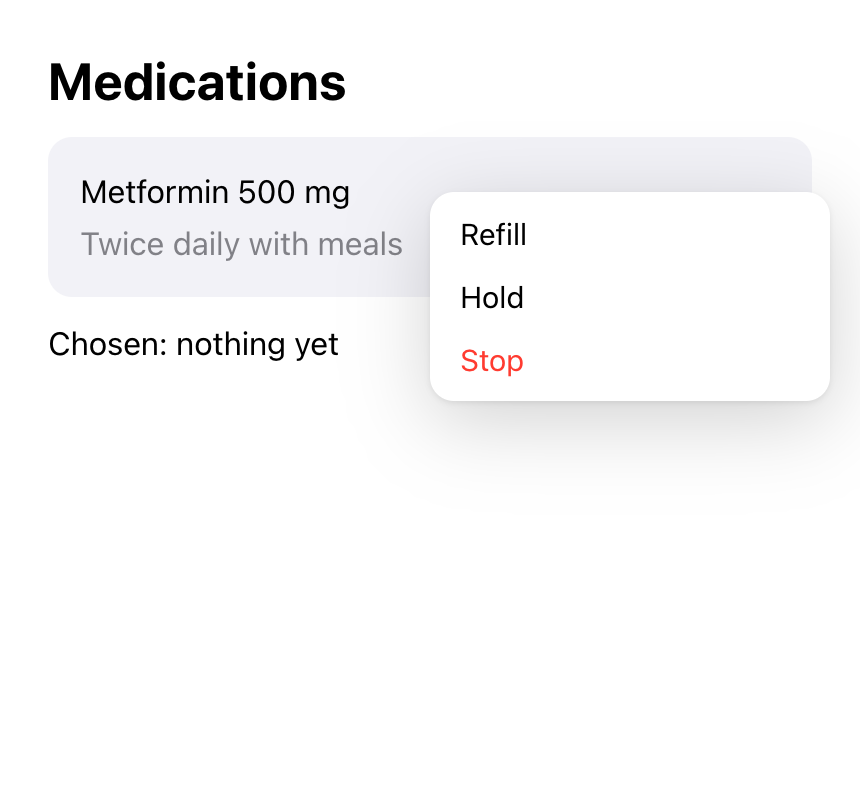 Medications
Metformin 500 mg
Twice daily with meals
Refill
Hold
Stop
Chosen: nothing yet